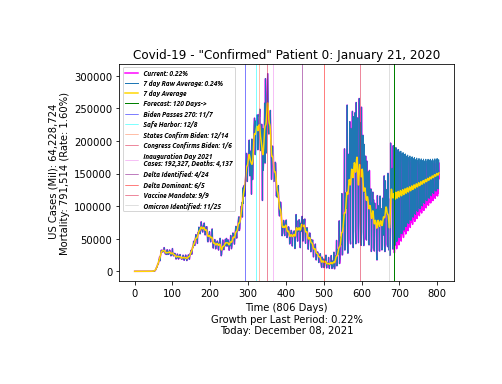 Covid-19 - "Confirmed" Patient 0: January 21, 2020
Current: 0.22%
7 day Raw Average: 0.24%
7 day Average
Forecast: 120 Days->
Biden Passes 270: 11/7
Safe Harbor: 12/8
States Confirm Biden: 12/14
Congress Confirms Biden: 1/6
Inauguration Day 2021
Cases: 192,327, Deaths: 4,137
Delta Identified: 4/24
Delta Dominant: 6/5
Vaccine Mandate: 9/9
Omicron Identified: 11/25
US Cases (Mil): 64,228,724
Mortality: 791,514 (Rate: 1.60%)
300000
250000
200000
150000
100000
50000
0
0 100 200 300 400 500 600 700 800
Time (806 Days)
Growth per Last Period: 0.22%
Today: December 08, 2021